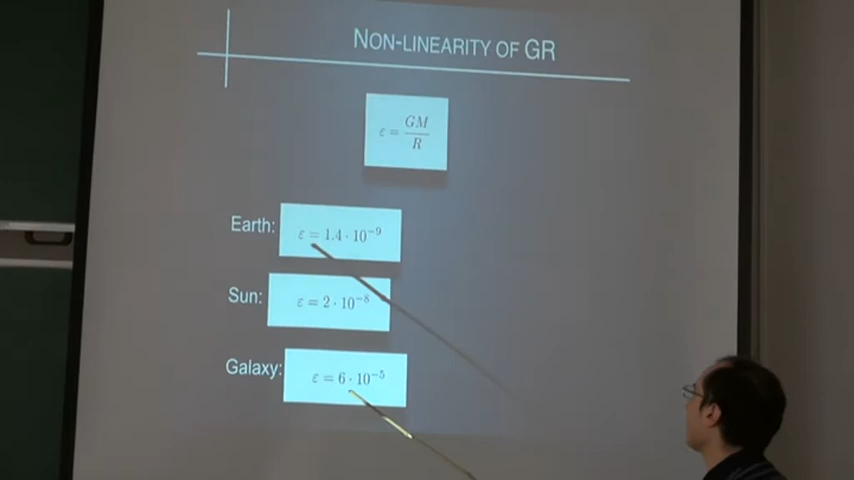 NON-LINEARITY OF GR
ε = GM/R
Earth: ε = 1.4 · 10⁻⁹
Sun: ε = 2 · 10⁻⁸
Galaxy: ε = 6 · 10⁻⁵